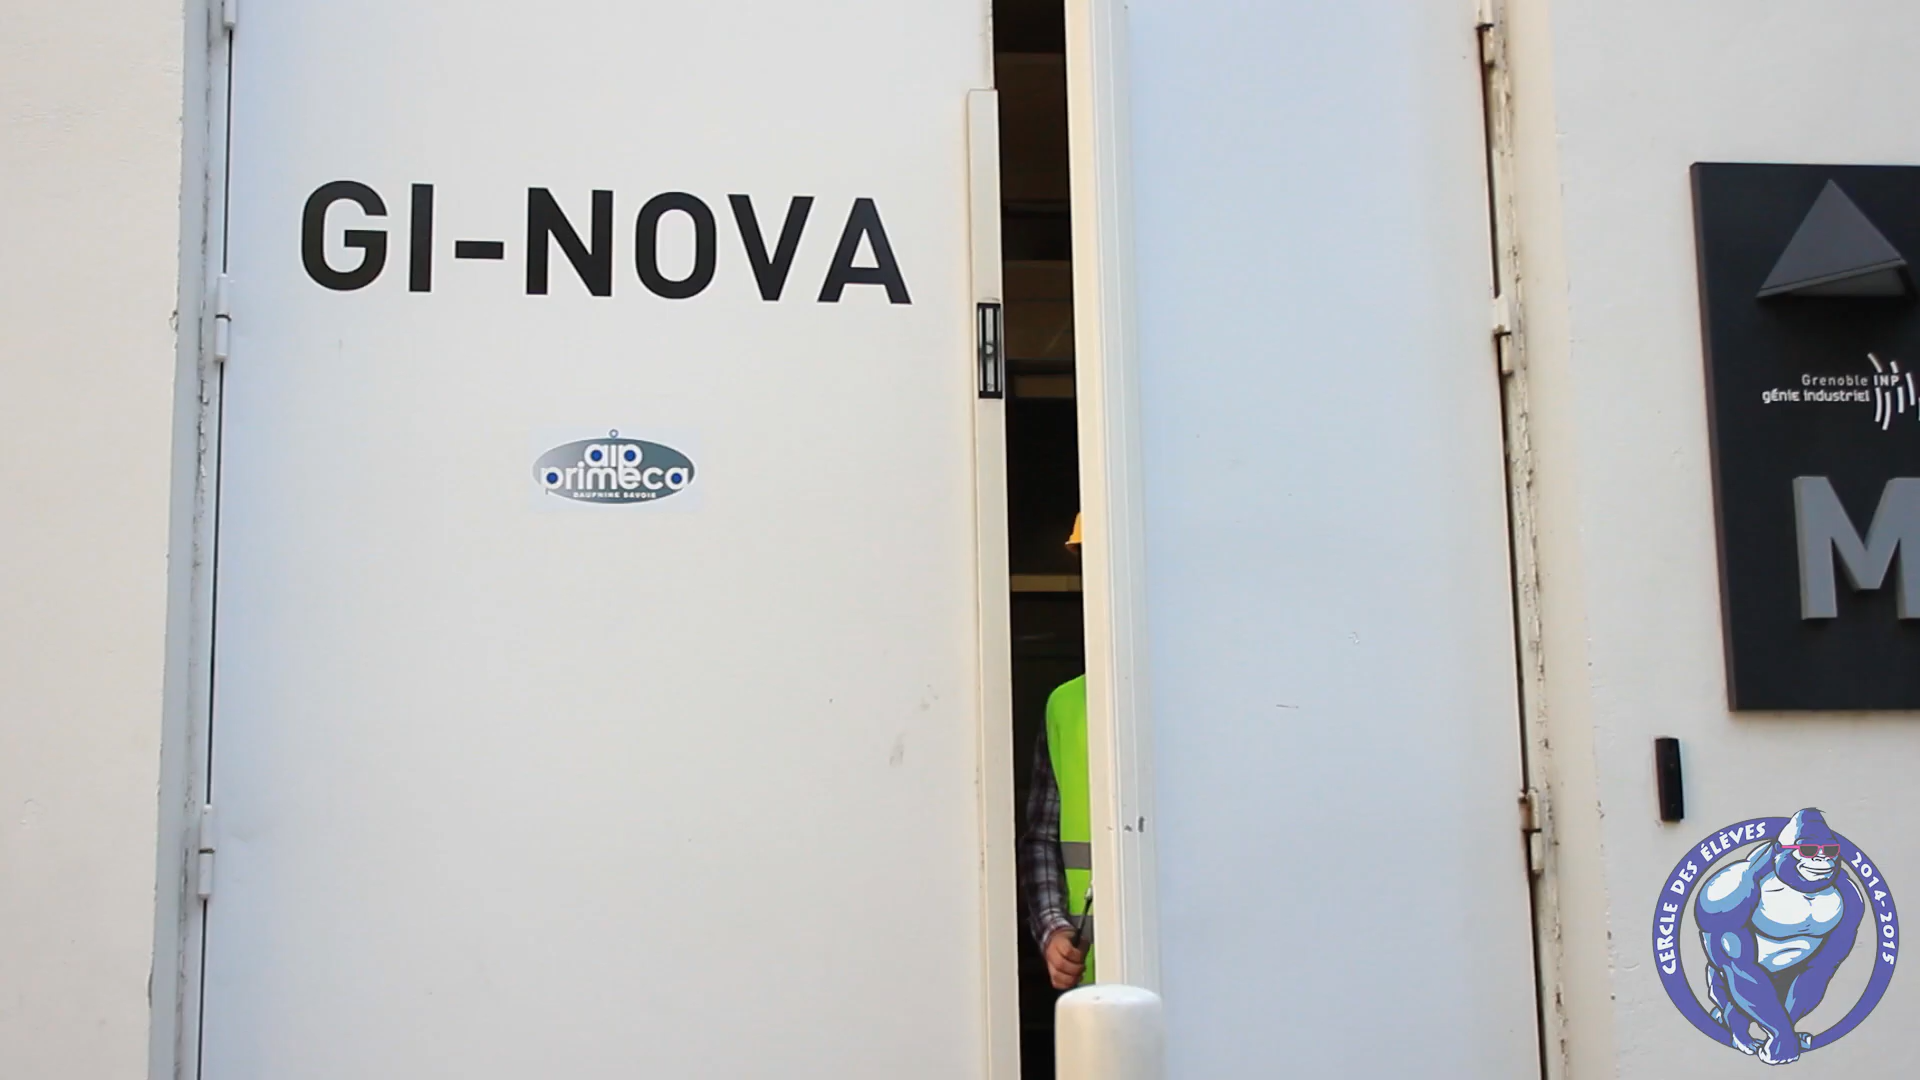 GI-NOVA
aip
primeca
DAUPHINE SAVOIE
Grenoble INP
génie industriel
M
CERCLE DES ÉLÈVES 2014-2015